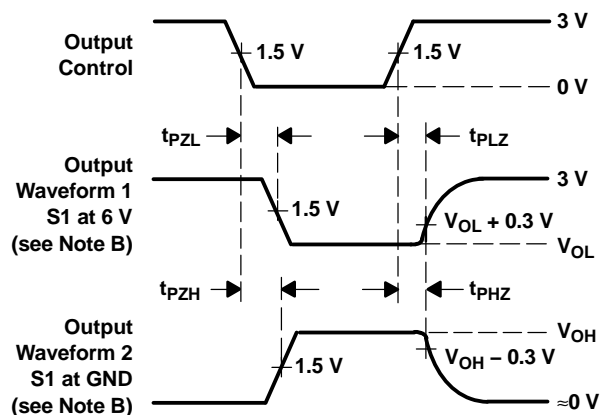 Output
Control
1.5 V
1.5 V
3 V
0 V
tPZL
tPLZ
Output
Waveform 1
S1 at 6 V
(see Note B)
1.5 V
3 V
VOL + 0.3 V
VOL
tPZH
tPHZ
Output
Waveform 2
S1 at GND
(see Note B)
1.5 V
VOH
VOH − 0.3 V
≈0 V